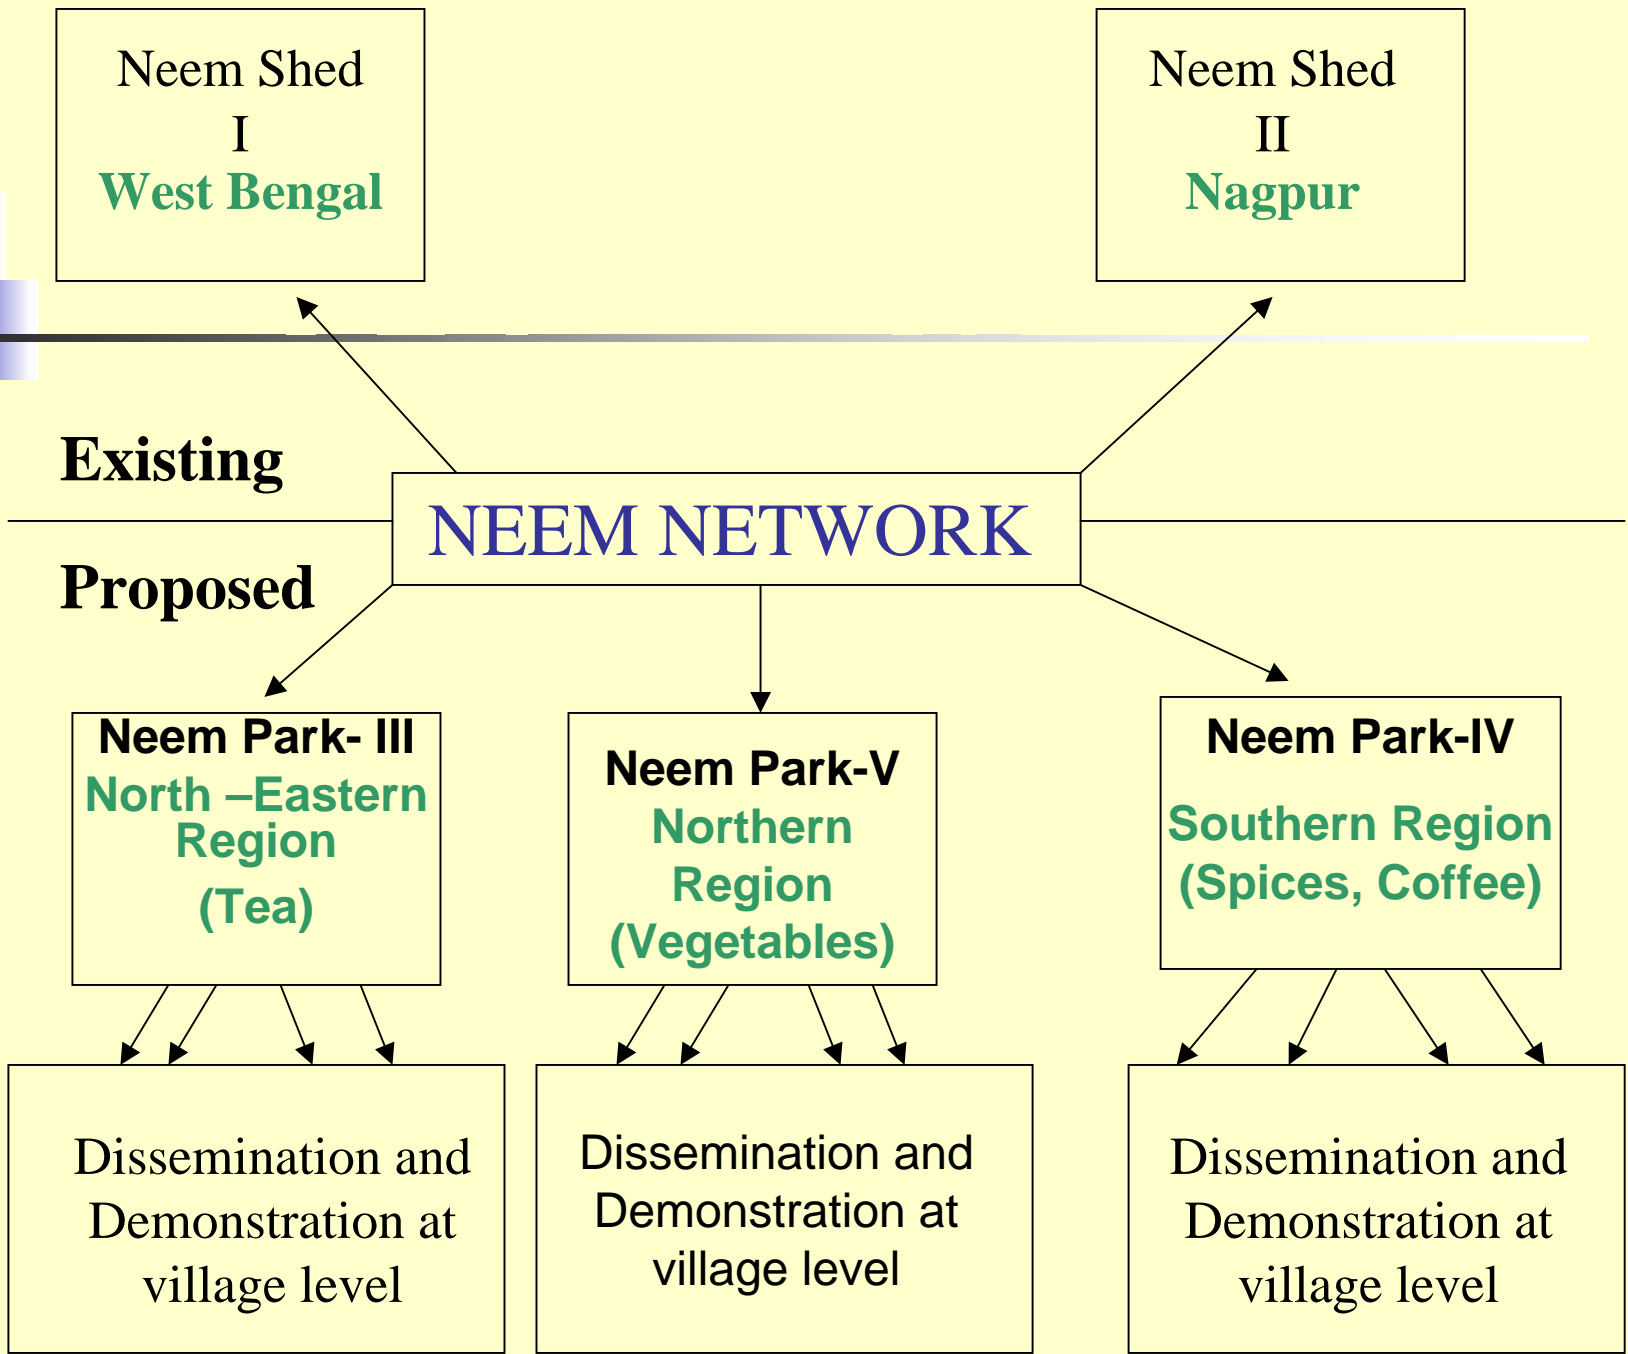 Neem Shed
I
West Bengal
Neem Shed
II
Nagpur
Existing
NEEM NETWORK
Proposed
Neem Park- III
North –Eastern
Region
(Tea)
Neem Park-V
Northern
Region
(Vegetables)
Neem Park-IV
Southern Region
(Spices, Coffee)
Dissemination and
Demonstration at
village level
Dissemination and
Demonstration at
village level
Dissemination and
Demonstration at
village level